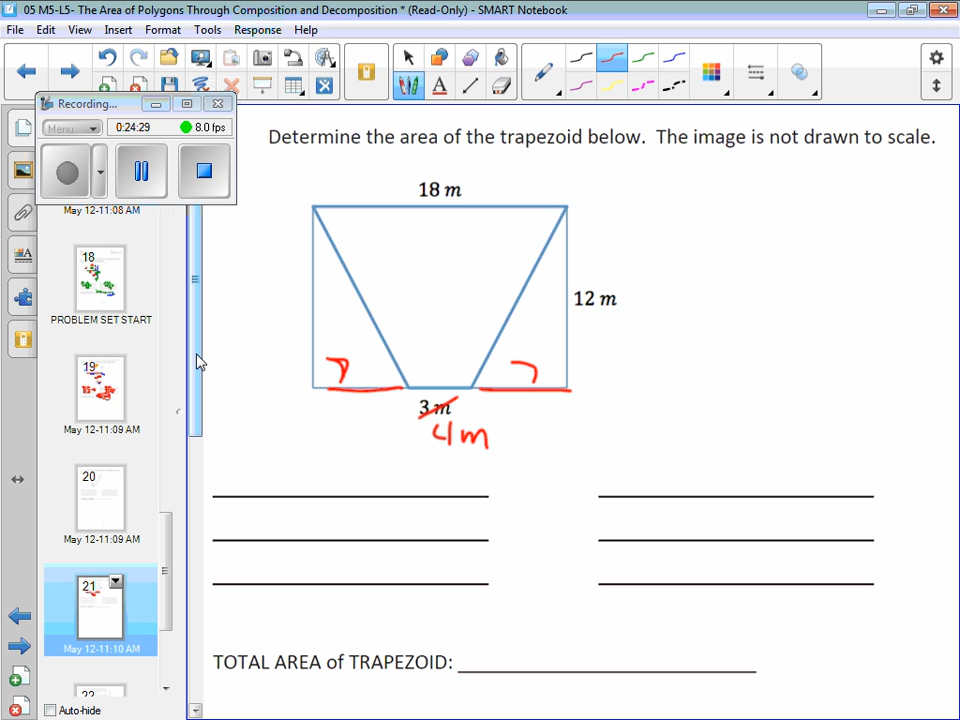 05 M5-L5- The Area of Polygons Through Composition and Decomposition * (Read-Only) - SMART Notebook
File Edit View Insert Format Tools Response Help
Recording...
Menu 0:24:29 8.0 fps
May 12-11:08 AM
18
PROBLEM SET START
19
May 12-11:09 AM
20
May 12-11:09 AM
21
May 12-11:10 AM
22
Auto-hide
Determine the area of the trapezoid below. The image is not drawn to scale.
18 m
12 m
7 7
3 m
4 m
TOTAL AREA of TRAPEZOID: